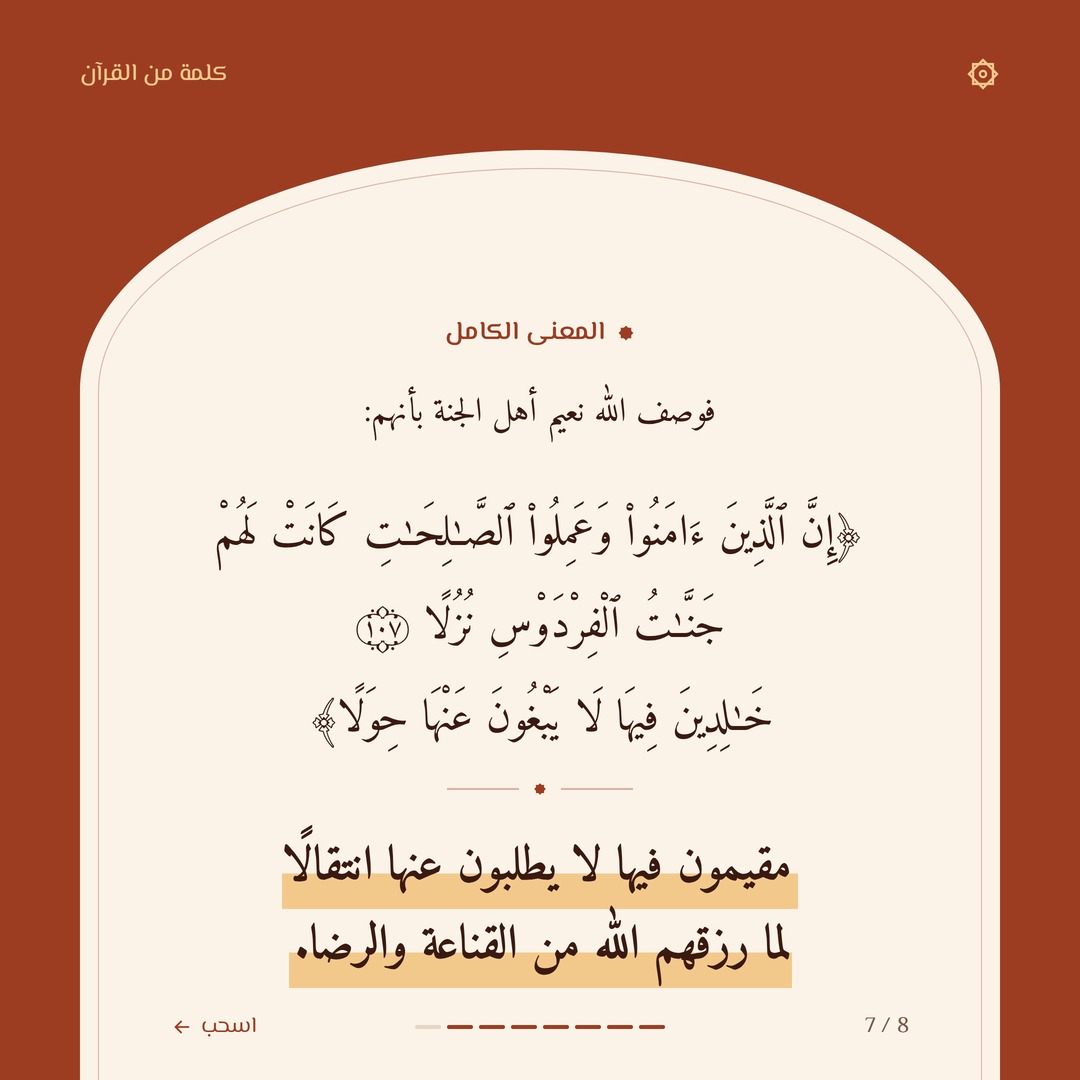 كلمة من القرآن
المعنى الكامل
فوصف الله نعيم أهل الجنة بأنهم:
﴿إِنَّ ٱلَّذِينَ ءَامَنُوا۟ وَعَمِلُوا۟ ٱلصَّـٰلِحَـٰتِ كَانَتْ لَهُمْ
جَنَّـٰتُ ٱلْفِرْدَوْسِ نُزُلًا ١٠٧
خَـٰلِدِينَ فِيهَا لَا يَبْغُونَ عَنْهَا حِوَلًا﴾
مقيمون فيها لا يطلبون عنها انتقالًا
لما رزقهم الله من القناعة والرضا.
7 / 8
اسحب ←